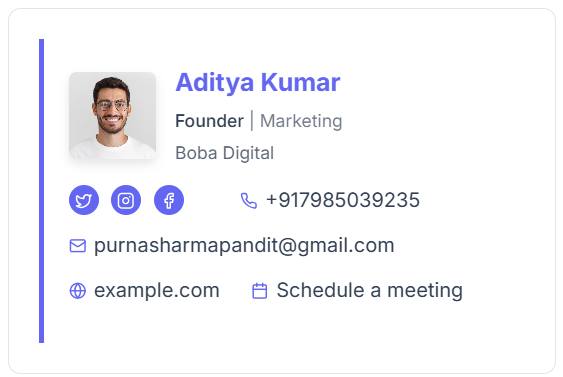 Aditya Kumar
Founder | Marketing
Boba Digital
+917985039235
purnasharmapandit@gmail.com
example.com Schedule a meeting